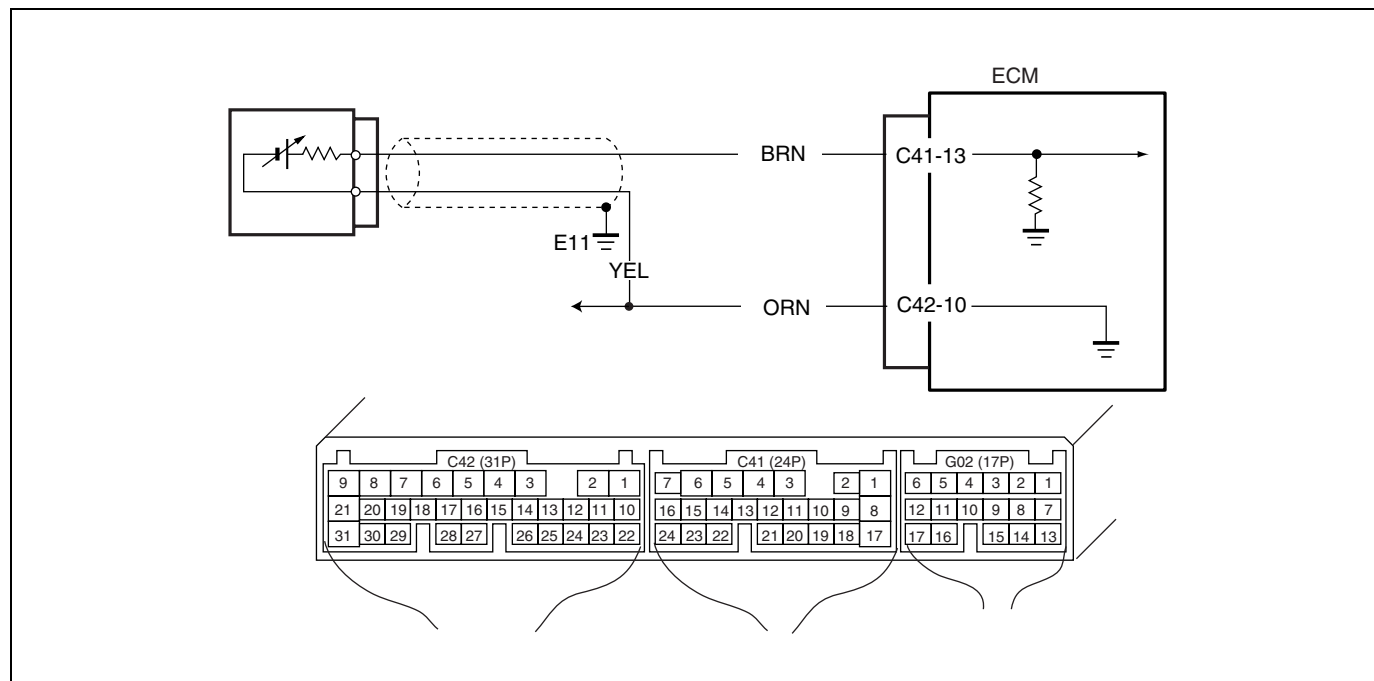 ECM
BRN
C41-13
E11
YEL
ORN
C42-10
C42 (31P)
9 8 7 6 5 4 3 2 1
21 20 19 18 17 16 15 14 13 12 11 10
31 30 29 28 27 26 25 24 23 22
C41 (24P)
7 6 5 4 3 2 1
16 15 14 13 12 11 10 9 8
24 23 22 21 20 19 18 17
G02 (17P)
6 5 4 3 2 1
12 11 10 9 8 7
17 16 15 14 13